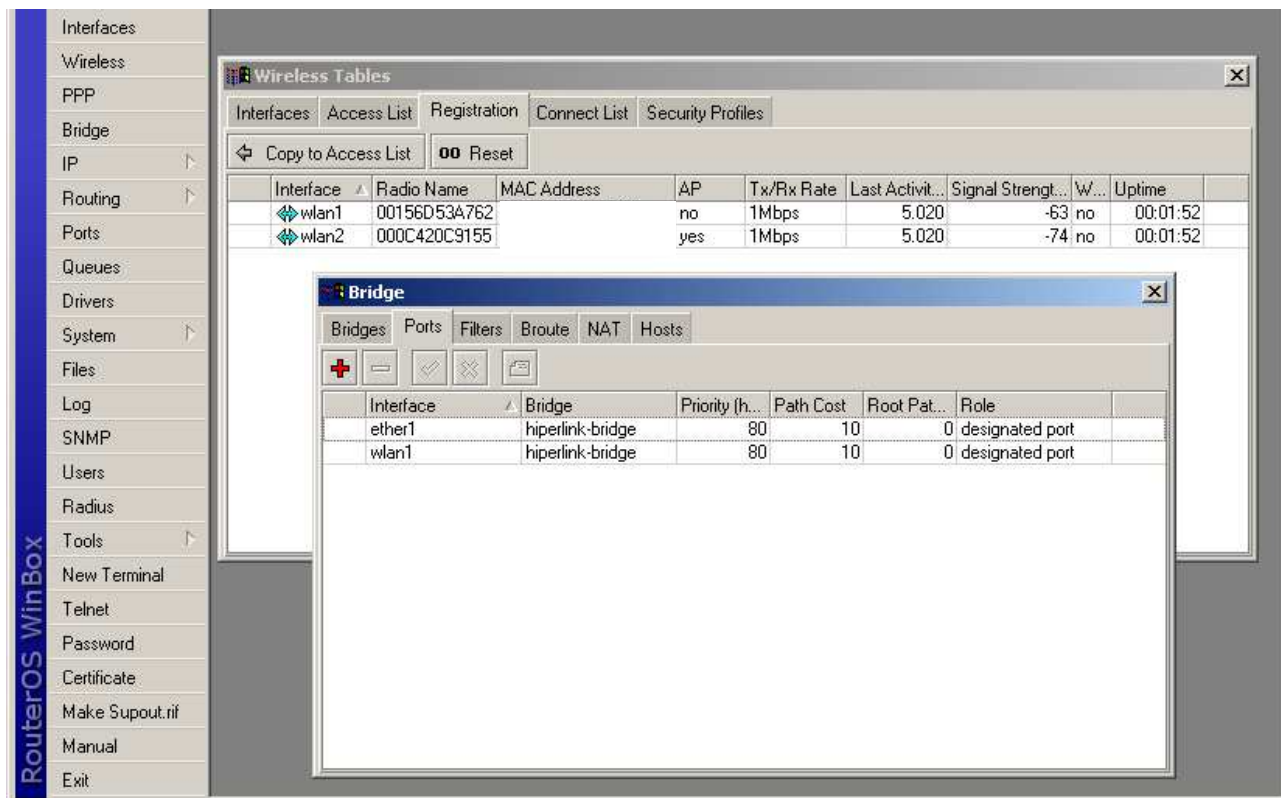 Interfaces
Wireless
PPP
Bridge
IP
Routing
Ports
Queues
Drivers
System
Files
Log
SNMP
Users
Radius
Tools
New Terminal
Telnet
Password
Certificate
Make Supout.rif
Manual
Exit
RouterOS WinBox
Wireless Tables
Interfaces Access List Registration Connect List Security Profiles
Copy to Access List 00 Reset
Interface Radio Name MAC Address AP Tx/Rx Rate Last Activit... Signal Strengt... W... Uptime
wlan1 00156D53A762 no 1Mbps 5.020 -63 no 00:01:52
wlan2 000C420C9155 yes 1Mbps 5.020 -74 no 00:01:52
Bridge
Bridges Ports Filters Broute NAT Hosts
Interface Bridge Priority (h... Path Cost Root Pat... Role
ether1 hiperlink-bridge 80 10 0 designated port
wlan1 hiperlink-bridge 80 10 0 designated port